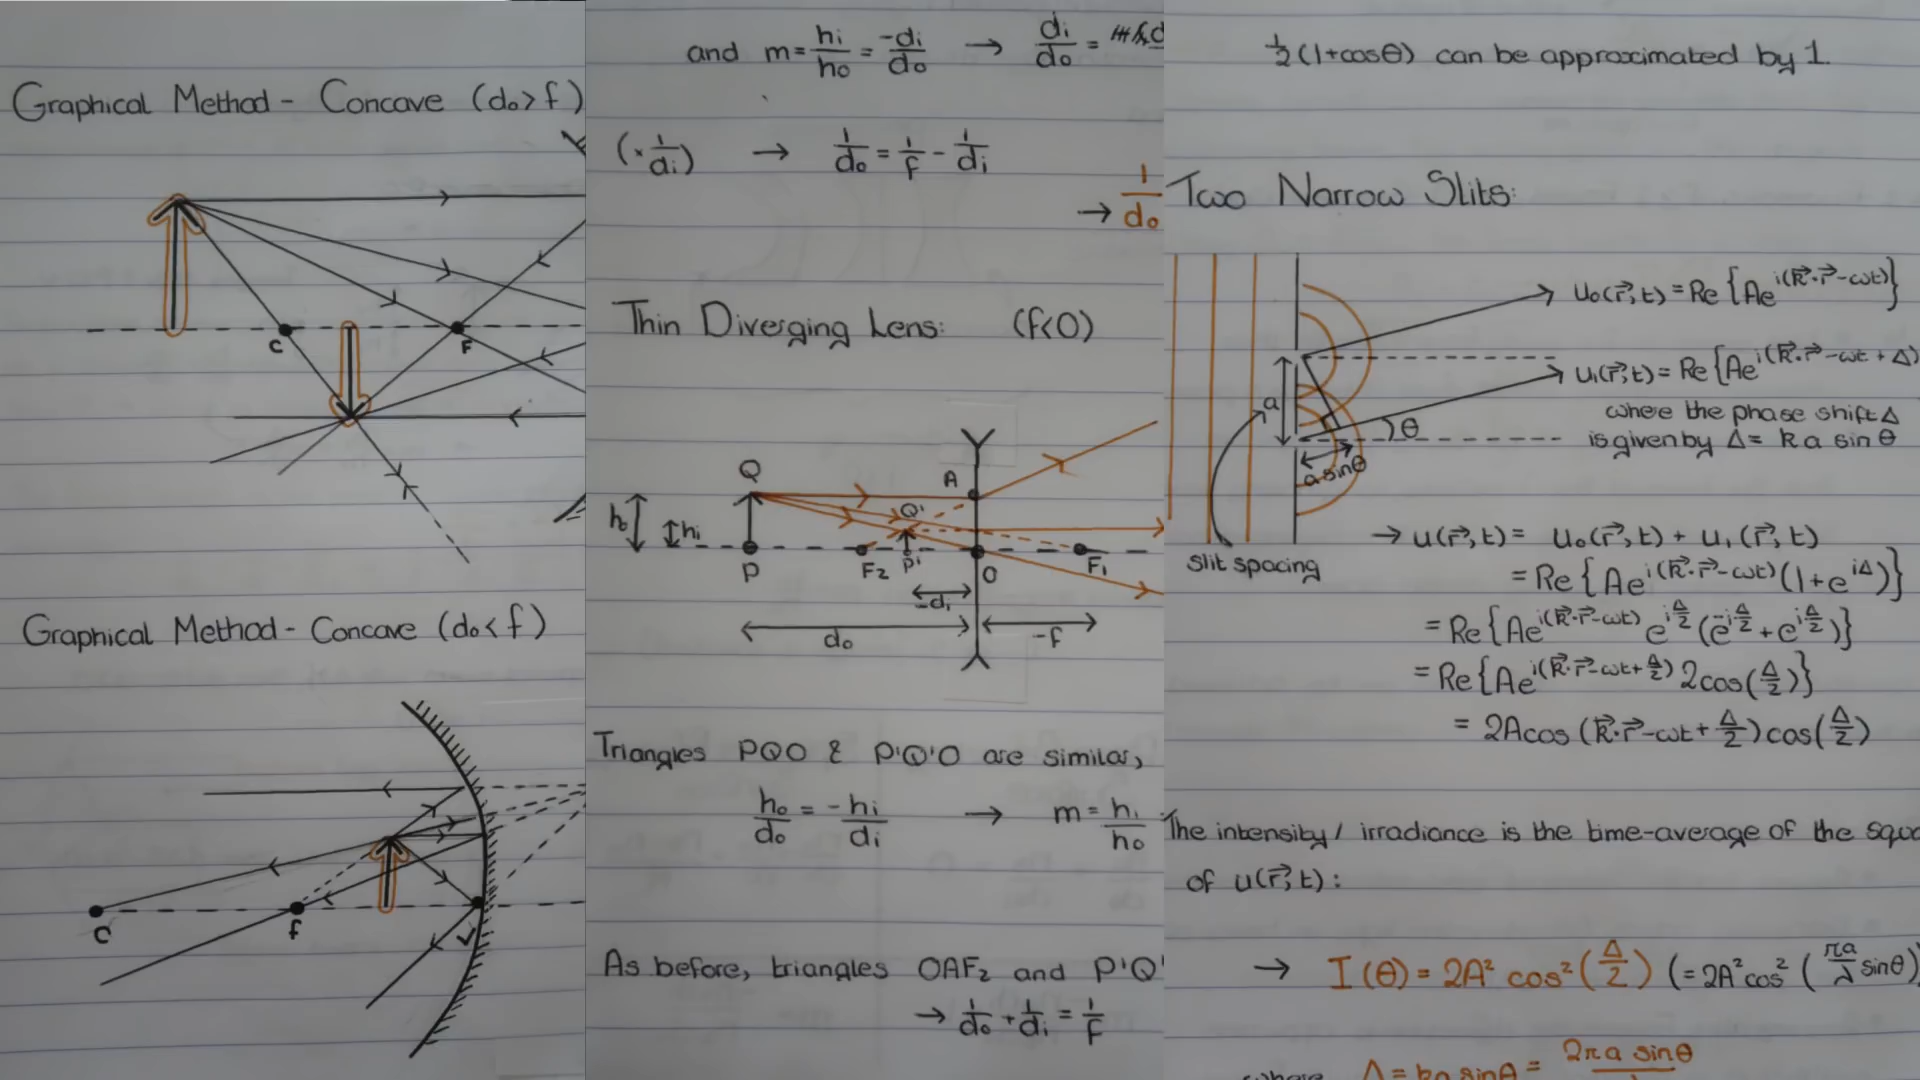 Graphical Method - Concave (do > f)
C
F
Graphical Method - Concave (do < f)
C
f
V
and m = hi/ho = -di/do → di/do =
(×1/di) → 1/do = 1/f - 1/di
→ 1/do
Thin Diverging Lens: (f<0)
Q
A
ho
hi
Q'
P
F2
P'
O
F1
-di
do
-f
Triangles PQO & P'Q'O are similar,
ho/do = -hi/di → m = hi/ho
As before, triangles OAF2 and P'Q'
→ 1/do + 1/di = 1/f
½(1+cosθ) can be approximated by 1.
Two Narrow Slits:
u₀(r⃗,t) = Re{Ae^{i(k⃗·r⃗-ωt)}}
u₁(r⃗,t) = Re{Ae^{i(k⃗·r⃗-ωt+Δ)}
a
where the phase shift Δ
θ
is given by Δ = k a sin θ
a sinθ
slit spacing
→ u(r⃗,t) = u₀(r⃗,t) + u₁(r⃗,t)
= Re{Ae^{i(k⃗·r⃗-ωt)}(1+e^{iΔ})}
= Re{Ae^{i(k⃗·r⃗-ωt)} e^{iΔ/2}(e^{-iΔ/2}+e^{iΔ/2})}
= Re{Ae^{i(k⃗·r⃗-ωt+Δ/2)} 2cos(Δ/2)}
= 2Acos(k⃗·r⃗-ωt+Δ/2)cos(Δ/2)
The intensity/irradiance is the time-average of the squa
of u(r⃗,t):
→ I(θ) = 2A² cos²(Δ/2) (= 2A²cos²(πa/λ sinθ)
where Δ = ka sinθ = 2πa sinθ